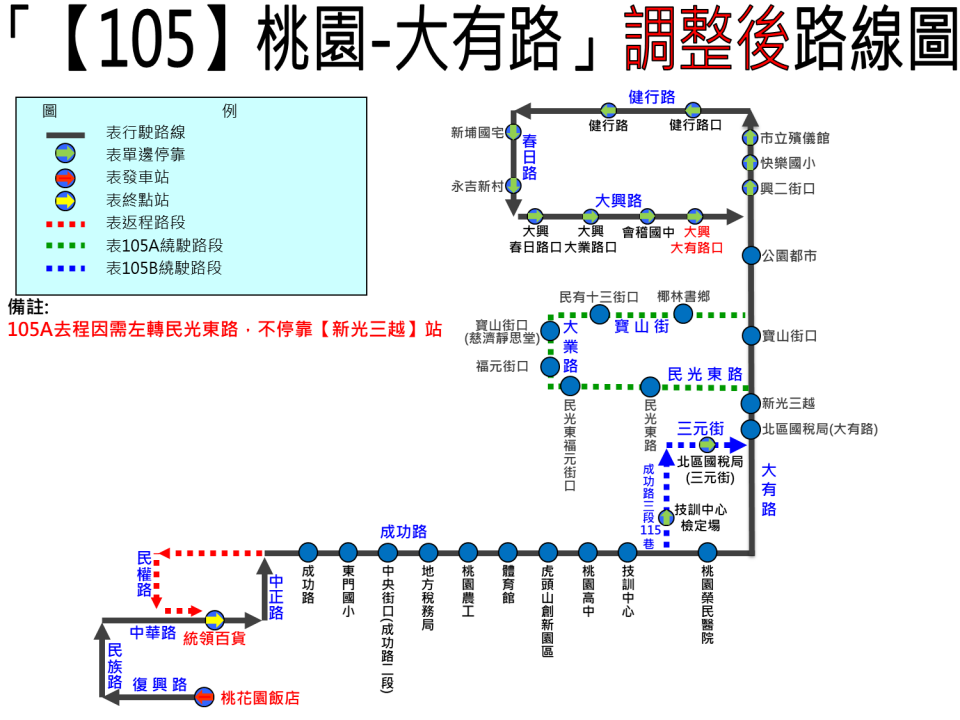 「【105】桃園-大有路」調整後路線圖
圖 例
表行駛路線
表單邊停靠
表發車站
表終點站
表返程路段
表105A繞駛路段
表105B繞駛路段
備註:
105A去程因需左轉民光東路，不停靠【新光三越】站
健行路
健行路
健行路口
新埔國宅
春日路
永吉新村
市立殯儀館
快樂國小
興二街口
大興路
大興
春日路口
大興
大業路口
會稽國中
大興
大有路口
公園都市
民有十三街口
椰林書鄉
寶山街口
(慈濟靜思堂)
大業路
寶山街
寶山街口
福元街口
民光東路
民光東福元街口
民光東路
新光三越
北區國稅局(大有路)
三元街
北區國稅局
(三元街)
大有路
成功路三段115巷
技訓中心
檢定場
成功路
成功路
東門國小
中央街口(成功路二段)
地方稅務局
桃園農工
體育館
虎頭山創新園區
桃園高中
技訓中心
桃園榮民醫院
民權路
中正路
中華路
統領百貨
民族路
復興路
桃花園飯店